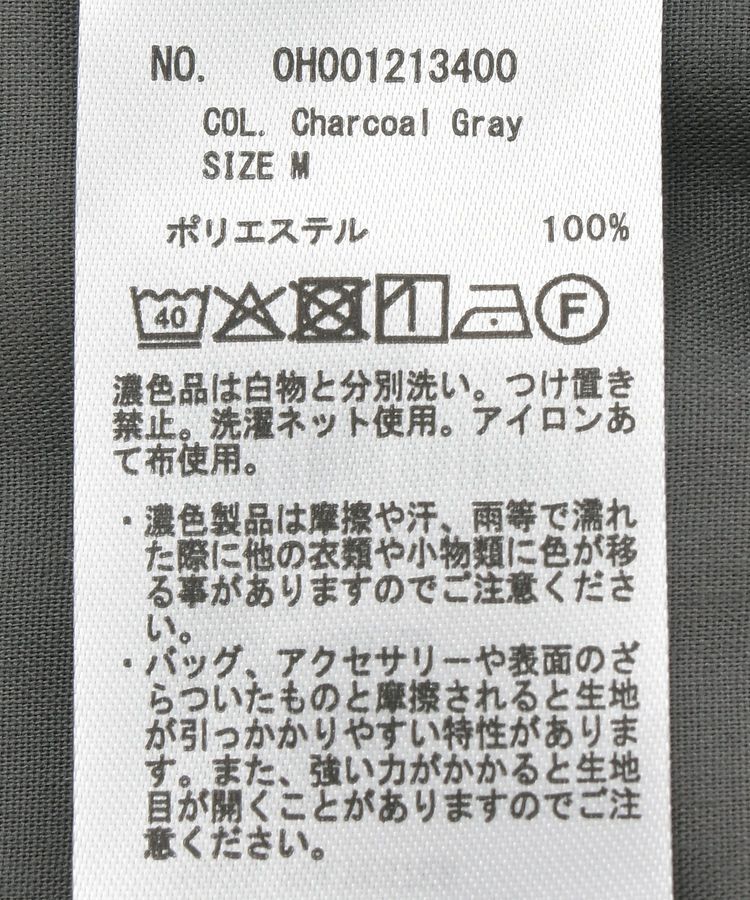 NO. 0H001213400
COL. Charcoal Gray
SIZE M
ポリエステル 100%
40 F
濃色品は白物と分別洗い。つけ置き
禁止。洗濯ネット使用。アイロンあ
て布使用。
・濃色製品は摩擦や汗、雨等で濡れ
た際に他の衣類や小物類に色が移
る事がありますのでご注意くださ
い。
・バッグ、アクセサリーや表面のざ
らついたものと摩擦されると生地
が引っかかりやすい特性がありま
す。また、強い力がかかると生地
目が開くことがありますのでご注
意ください。